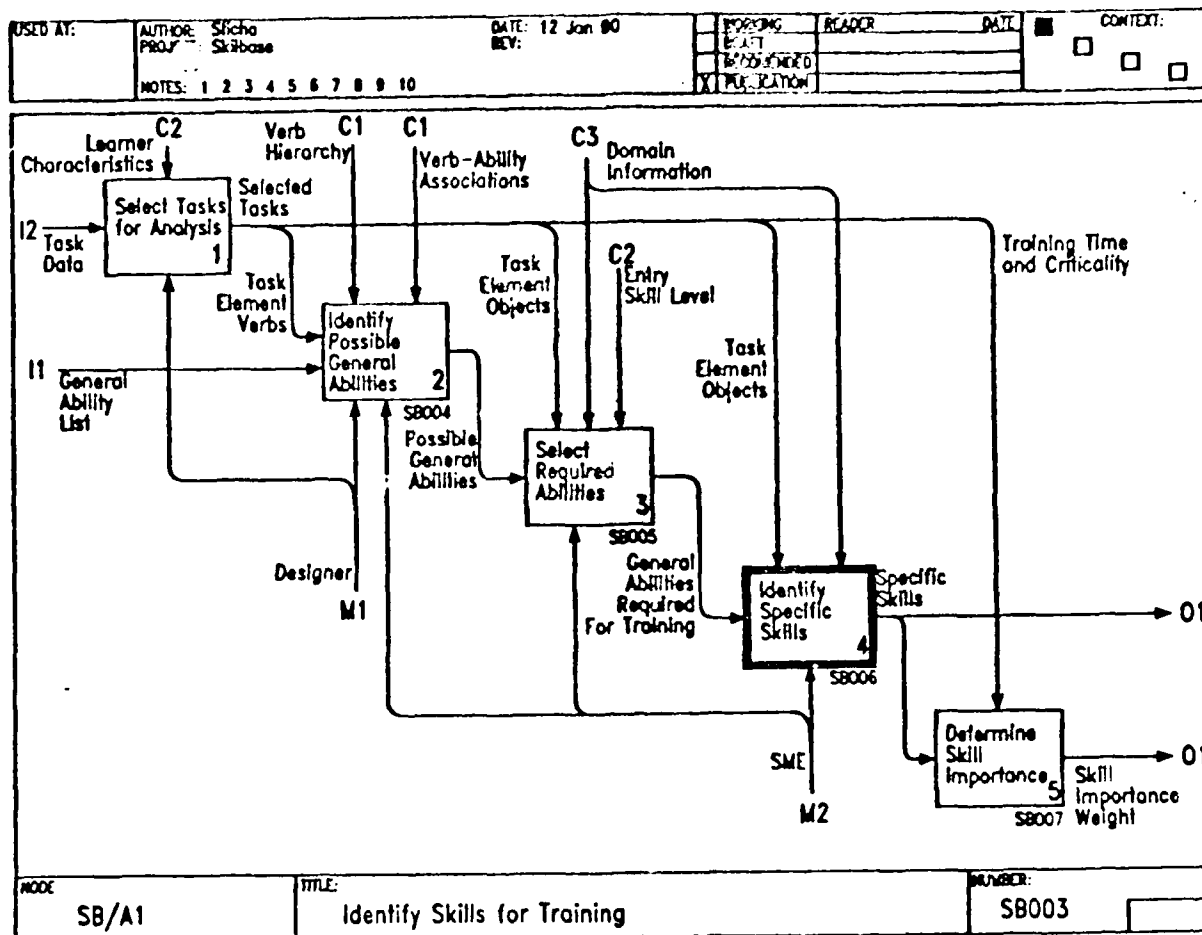 USED AT:
AUTHOR: Sticha
PROJECT: Skilbase
DATE: 12 Jan 90
REV:
NOTES: 1 2 3 4 5 6 7 8 9 10
WORKING
DRAFT
RECOMMENDED
X PUBLICATION
READER
DATE
CONTEXT:
C2
Learner
Characteristics
Verb
Hierarchy
C1
C1
Verb-Ability
Associations
C3
Domain
Information
I2
Task
Data
Select Tasks
for Analysis
1
Selected
Tasks
Task
Element
Verbs
Task
Element
Objects
C2
Entry
Skill Level
Training Time
and Criticality
I1
General
Ability
List
Identify
Possible
General
Abilities
2
SB004
Possible
General
Abilities
Select
Required
Abilities
3
SB005
Task
Element
Objects
Designer
M1
General
Abilities
Required
For Training
Identify
Specific
Skills
4
SB006
Specific
Skills
O1
SME
M2
Determine
Skill
Importance
5
SB007
Skill
Importance
Weight
O1
NODE
SB/A1
TITLE:
Identify Skills for Training
NUMBER:
SB003